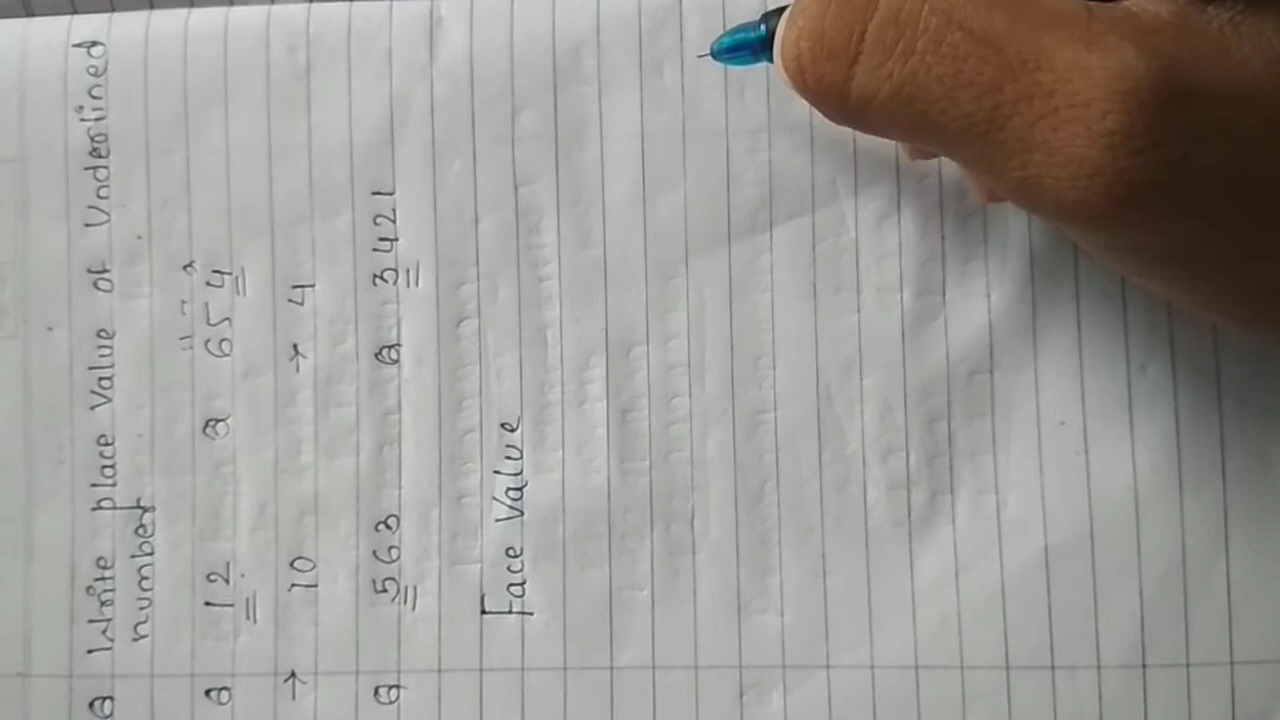 Q Write place Value of Underlined
number
Q 12 Q 654
→ 10 → 4
Q 563 Q 3421
Face Value